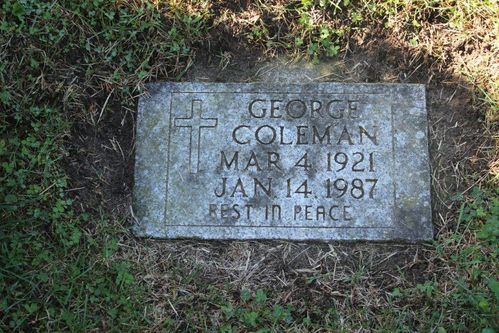 GEORGE
COLEMAN
MAR 4 1921
JAN 14 1987
REST IN PEACE